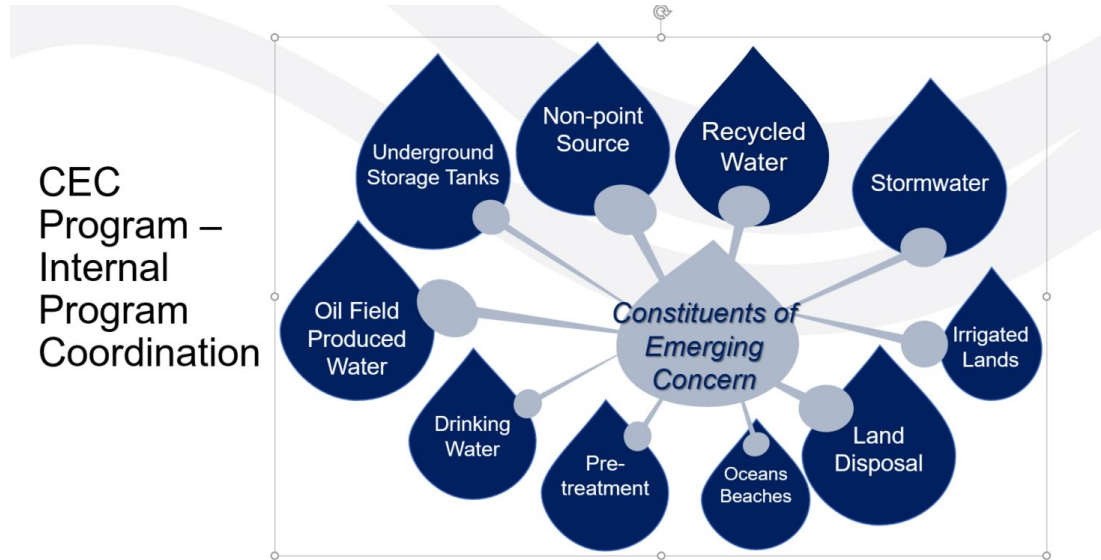 CEC
Program –
Internal
Program
Coordination
Underground
Storage Tanks
Non-point
Source
Recycled
Water
Stormwater
Oil Field
Produced
Water
Constituents of
Emerging
Concern
Irrigated
Lands
Drinking
Water
Pre-
treatment
Oceans
Beaches
Land
Disposal